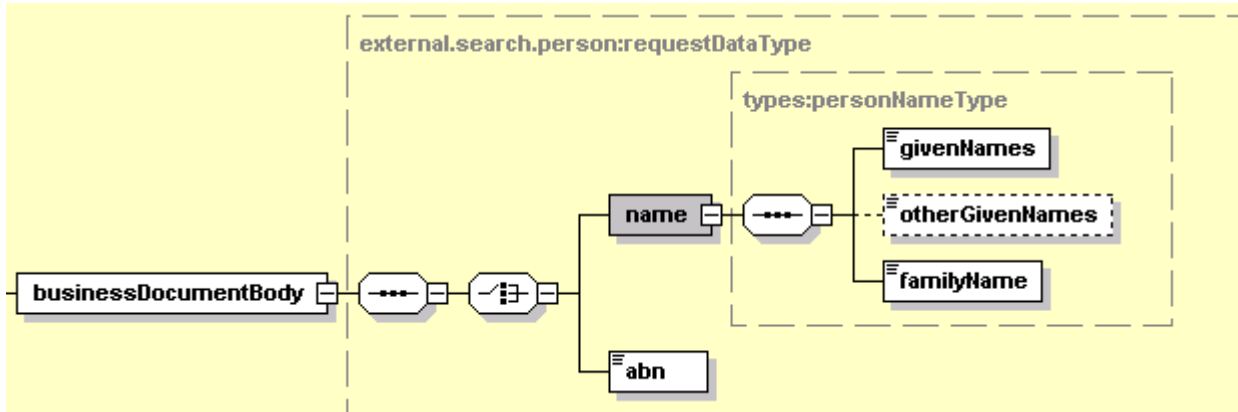 external.search.person:requestDataType
types:personNameType
givenNames
name
otherGivenNames
familyName
businessDocumentBody
abn